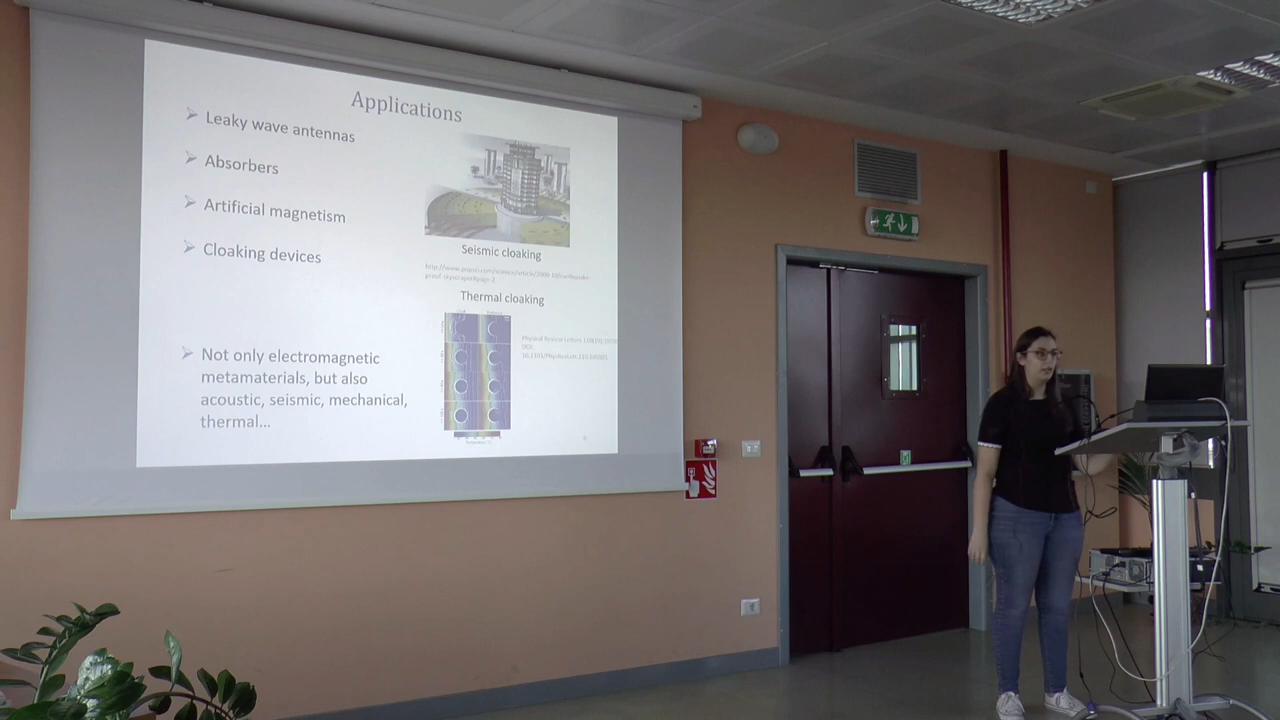 Applications
Leaky wave antennas
Absorbers
Artificial magnetism
Cloaking devices
Seismic cloaking
Thermal cloaking
Not only electromagnetic
metamaterials, but also
acoustic, seismic, mechanical,
thermal...